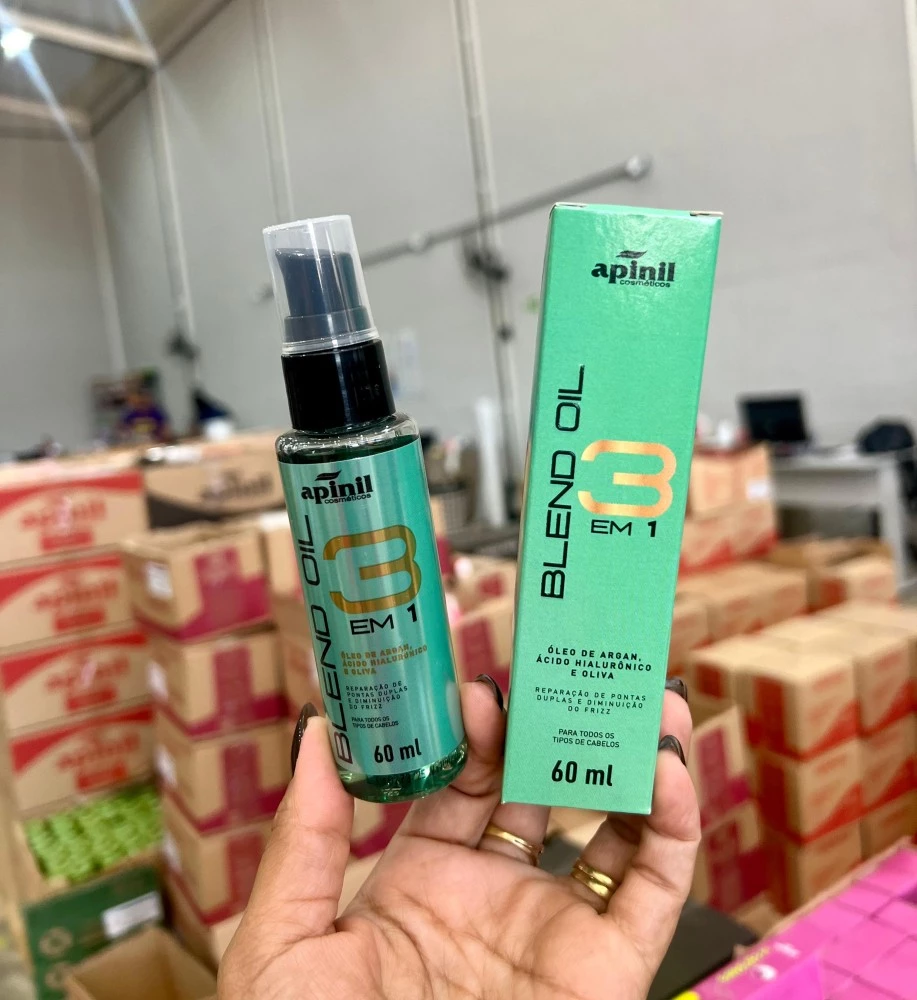 apinil
cosméticos
BLEND OIL
3
EM 1
ÓLEO DE ARGAN,
ÁCIDO HIALURÔNICO
E OLIVA
REPARAÇÃO DE
PONTAS DUPLAS
E DIMINUIÇÃO
DO FRIZZ
PARA TODOS OS
TIPOS DE CABELOS
60 ml
apinil
cosméticos
BLEND OIL
3
EM 1
ÓLEO DE ARGAN,
ÁCIDO HIALURÔNICO
E OLIVA
REPARAÇÃO DE PONTAS
DUPLAS E DIMINUIÇÃO
DO FRIZZ
PARA TODOS OS
TIPOS DE CABELOS
60 ml
apinil